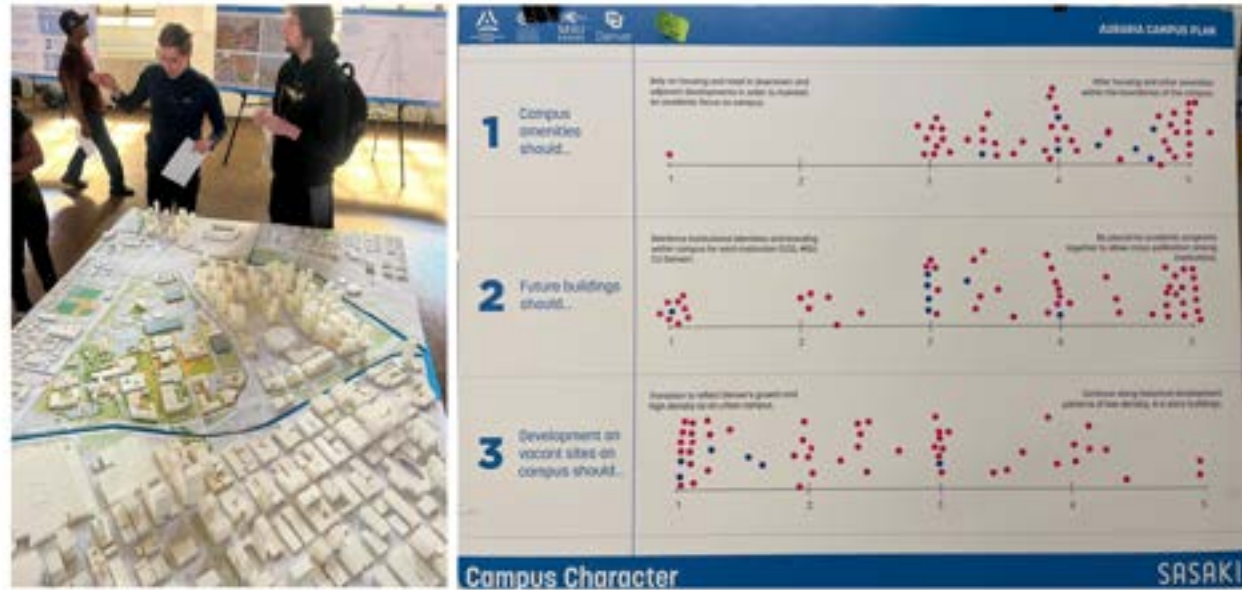 MSU
Denver
AURARIA CAMPUS PLAN
1
Campus
amenities
should...
Rely on housing and retail in downtown and
adjacent developments in order to maintain
an academic focus on campus.
Offer housing and other amenities
within the boundaries of the campus.
1 2 3 4 5
2
Future buildings
should...
Reinforce institutional identities and branding
within campus for each institution (CCD, MSU,
CU Denver).
Be placed by academic
together to allow cross-pollination among
institutions.
1 2 3 4 5
3
Development on
vacant sites on
campus should...
Transition to reflect Denver's growth and
high density as an urban campus.
Continue along historical development
patterns of low density, story buildings.
1 2 3 4 5
Campus Character
SASAKI